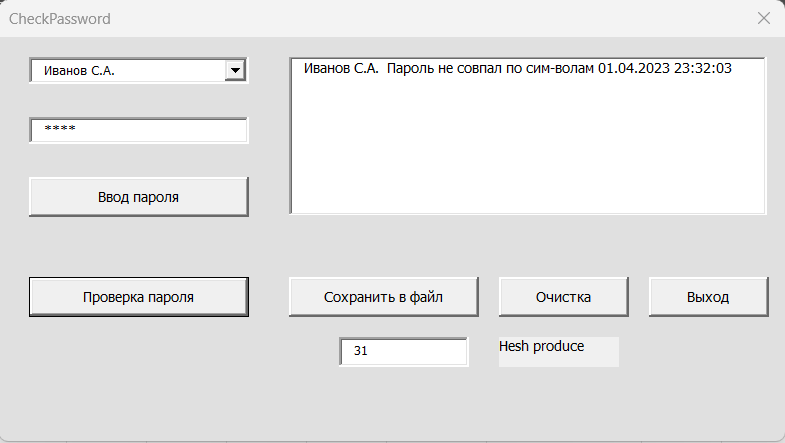 CheckPassword
Иванов С.А.
Иванов С.А. Пароль не совпал по сим-волам 01.04.2023 23:32:03
****
Ввод пароля
Проверка пароля
Сохранить в файл
Очистка
Выход
31
Hesh produce